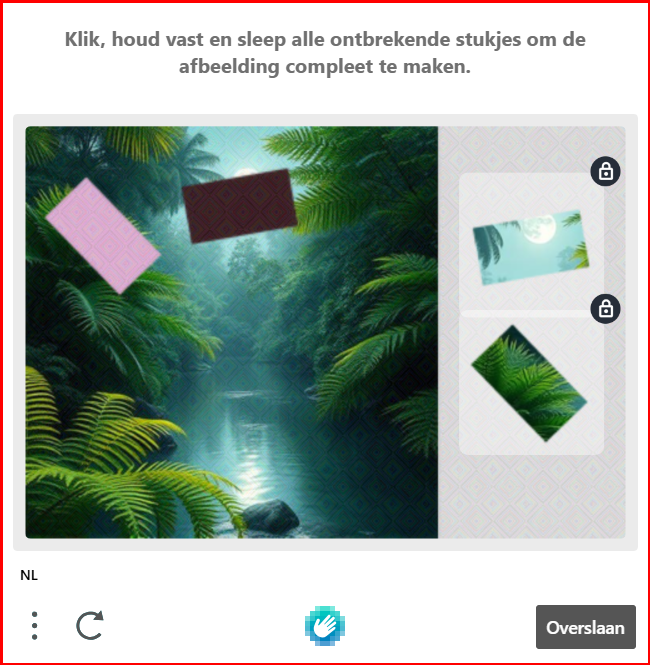 Klik, houd vast en sleep alle ontbrekende stukjes om de
afbeelding compleet te maken.
NL
Overslaan